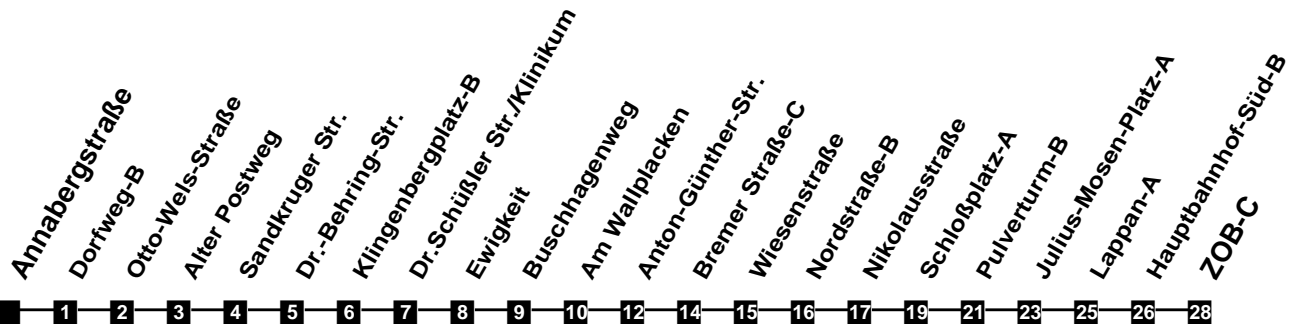 Annabergstraße
Dorfweg-B
Otto-Wels-Straße
Alter Postweg
Sandkruger Str.
Dr.-Behring-Str.
Klingenbergplatz-B
Dr.Schüßler Str./Klinikum
Ewigkeit
Buschhagenweg
Am Wallplacken
Anton-Günther-Str.
Bremer Straße-C
Wiesenstraße
Nordstraße-B
Nikolausstraße
Schloßplatz-A
Pulverturm-B
Julius-Mosen-Platz-A
Lappan-A
Hauptbahnhof-Süd-B
ZOB-C
1 2 3 4 5 6 7 8 9 10 12 14 15 16 17 19 21 23 25 26 28